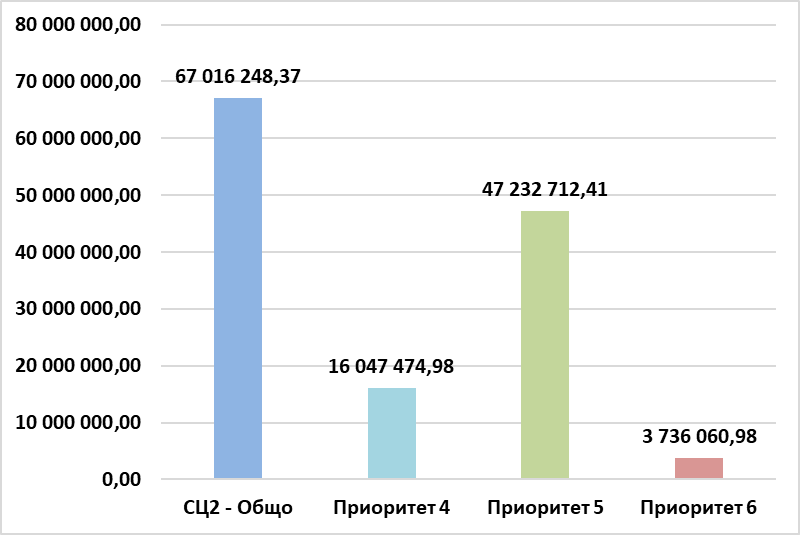 80 000 000,00
70 000 000,00
60 000 000,00
50 000 000,00
40 000 000,00
30 000 000,00
20 000 000,00
10 000 000,00
0,00
67 016 248,37
16 047 474,98
47 232 712,41
3 736 060,98
СЦ2 - Общо
Приоритет 4
Приоритет 5
Приоритет 6